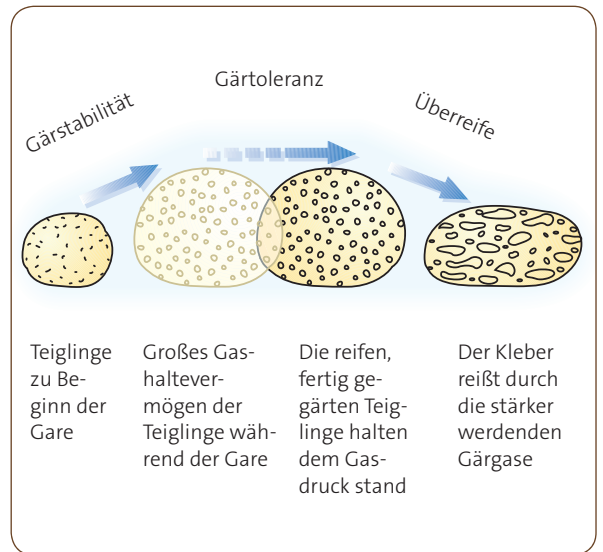 Gärtoleranz
Gärstabilität
Überreife
Teiglinge
zu Be-
ginn der
Gare
Großes Gas-
haltever-
mögen der
Teiglinge wäh-
rend der Gare
Die reifen,
fertig ge-
gärten Teig-
linge halten
dem Gas-
druck stand
Der Kleber
reißt durch
die stärker
werdenden
Gärgase